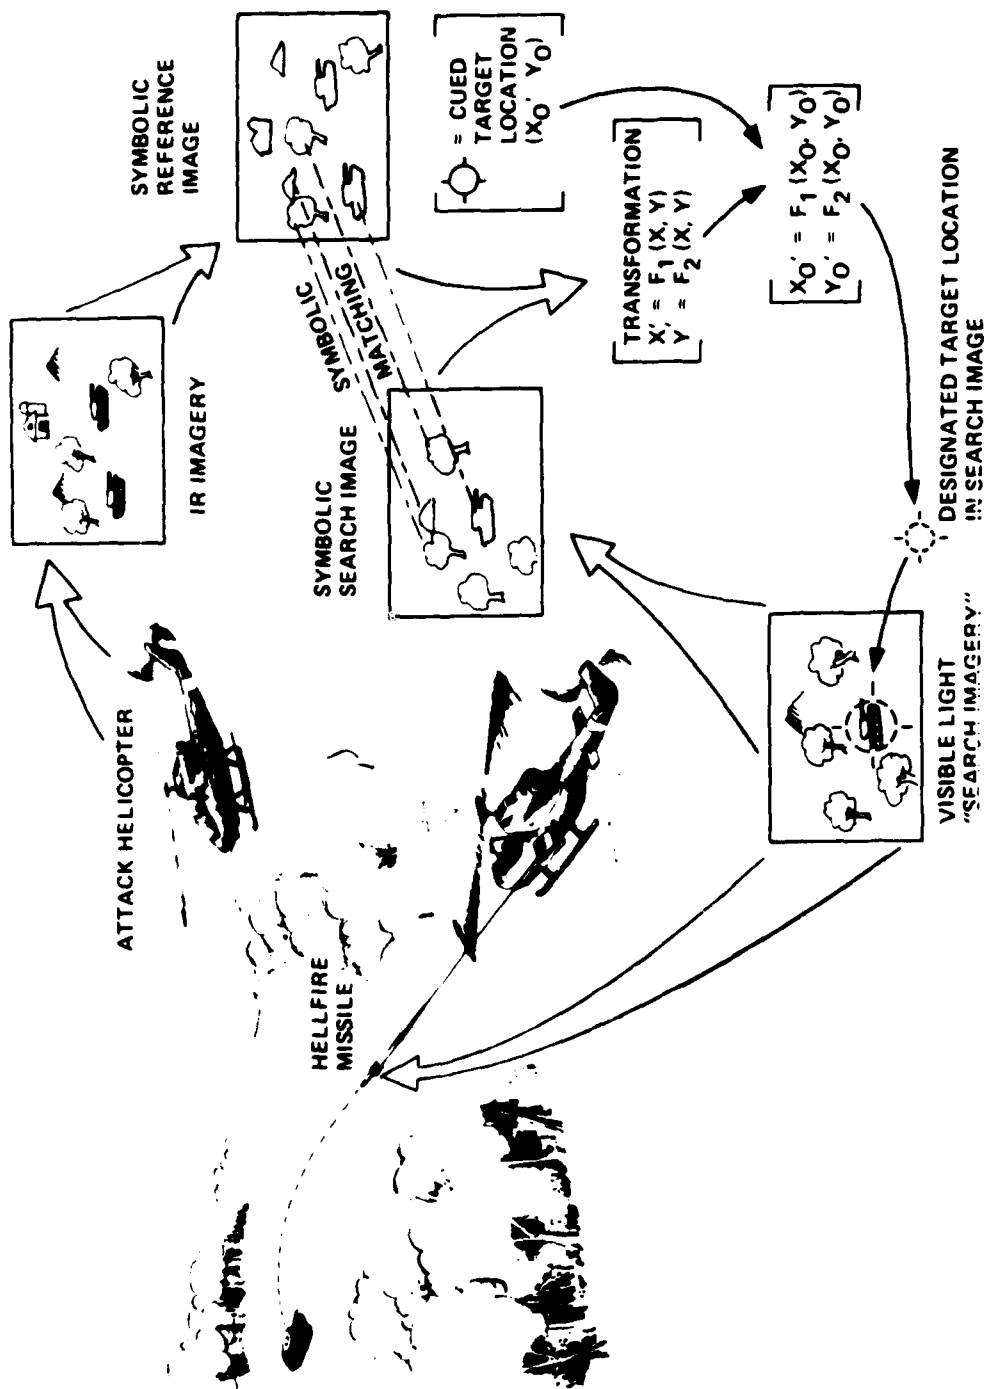 ATTACK HELICOPTER
IR IMAGERY
SYMBOLIC
REFERENCE
IMAGE
HELLFIRE
MISSILE
SYMBOLIC
SEARCH IMAGE
SYMBOLIC
MATCHING
= CUED
TARGET
LOCATION
(X₀' Y₀)
TRANSFORMATION
X' = F₁ (X, Y)
Y' = F₂ (X, Y)
X₀' = F₁ (X₀, Y₀)
Y₀' = F₂ (X₀, Y₀)
VISIBLE LIGHT
"SEARCH IMAGERY"
DESIGNATED TARGET LOCATION
IN SEARCH IMAGE